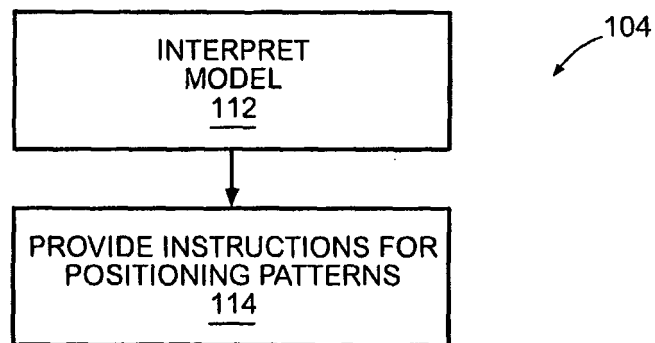 104
INTERPRET
MODEL
112
PROVIDE INSTRUCTIONS FOR
POSITIONING PATTERNS
114